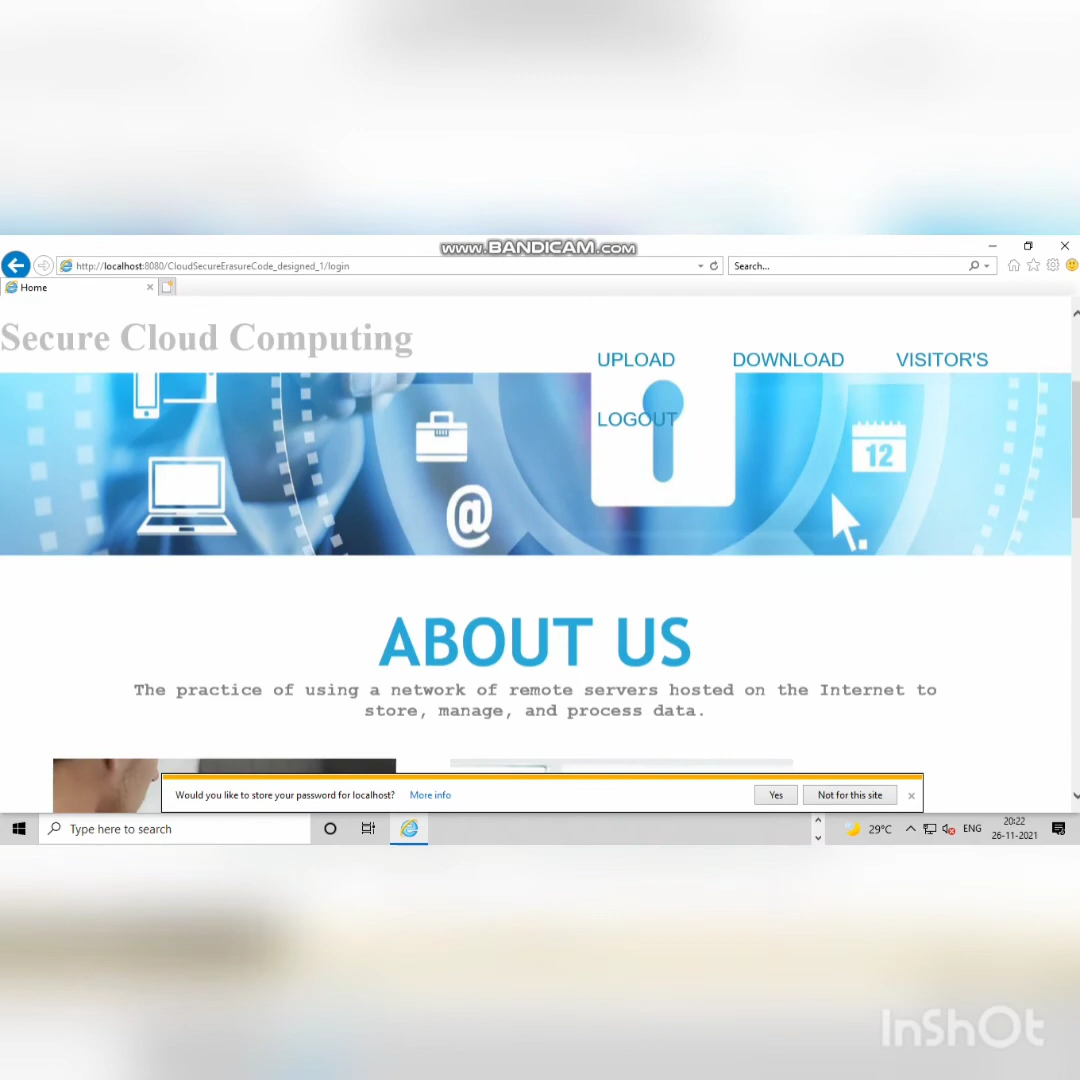 www.BANDICAM.com
http://localhost:8080/CloudSecureErasureCode_designed_1/login
Search...
Home
Secure Cloud Computing
UPLOAD DOWNLOAD VISITOR'S
LOGOUT
12
@
ABOUT US
The practice of using a network of remote servers hosted on the Internet to
store, manage, and process data.
Would you like to store your password for localhost? More info Yes Not for this site
Type here to search
29°C ENG 20:22
26-11-2021
InShOt